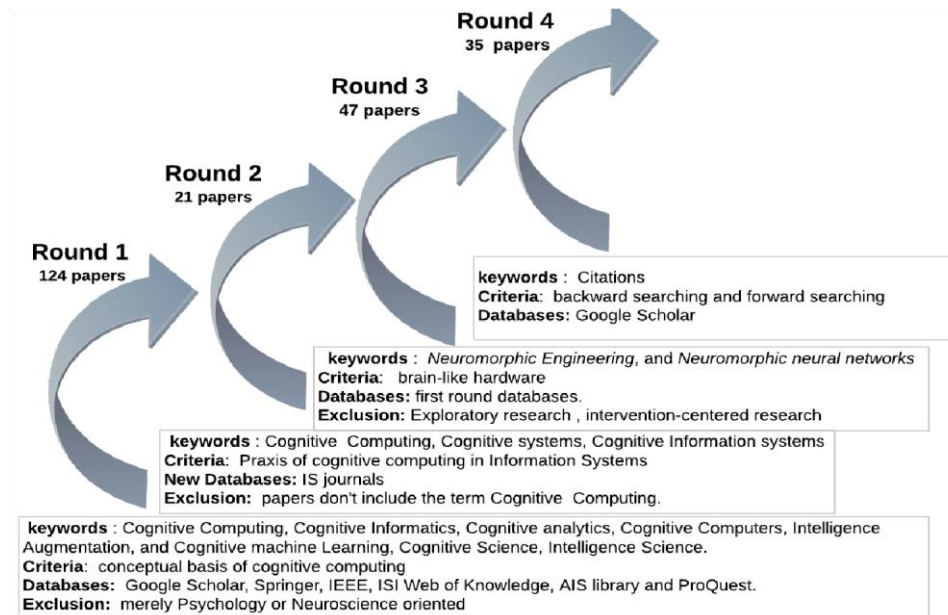 Round 4
35 papers
Round 3
47 papers
Round 2
21 papers
Round 1
124 papers
keywords : Citations
Criteria: backward searching and forward searching
Databases: Google Scholar
keywords : Neuromorphic Engineering, and Neuromorphic neural networks
Criteria: brain-like hardware
Databases: first round databases.
Exclusion: Exploratory research , intervention-centered research
keywords : Cognitive Computing, Cognitive systems, Cognitive Information systems
Criteria: Praxis of cognitive computing in Information Systems
New Databases: IS journals
Exclusion: papers don't include the term Cognitive Computing.
keywords : Cognitive Computing, Cognitive Informatics, Cognitive analytics, Cognitive Computers, Intelligence
Augmentation, and Cognitive machine Learning, Cognitive Science, Intelligence Science.
Criteria: conceptual basis of cognitive computing
Databases: Google Scholar, Springer, IEEE, ISI Web of Knowledge, AIS library and ProQuest.
Exclusion: merely Psychology or Neuroscience oriented